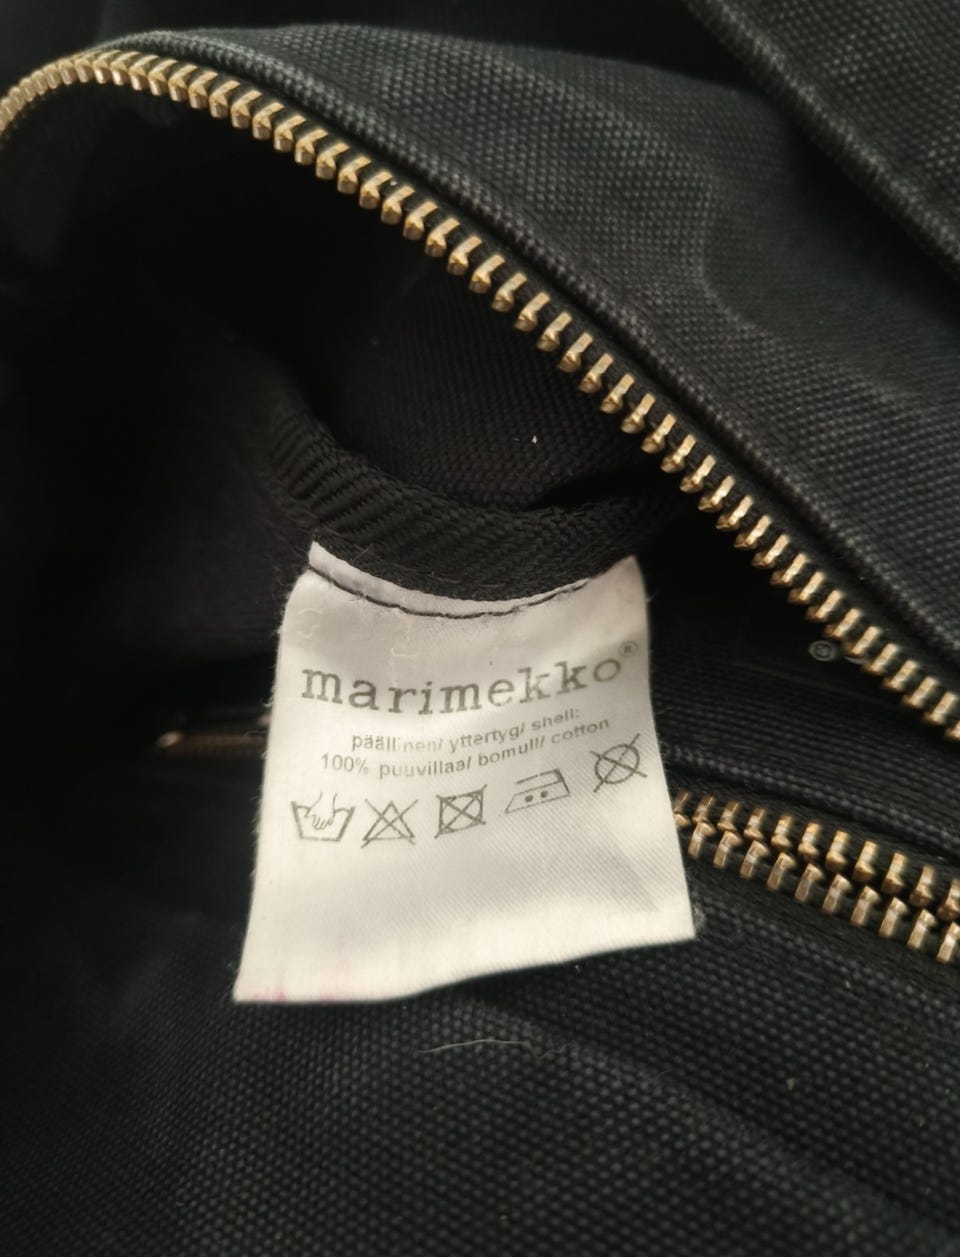 marimekko®
päällinen/ yttertyg/ shell:
100% puuvillaa/ bomull/ cotton
®